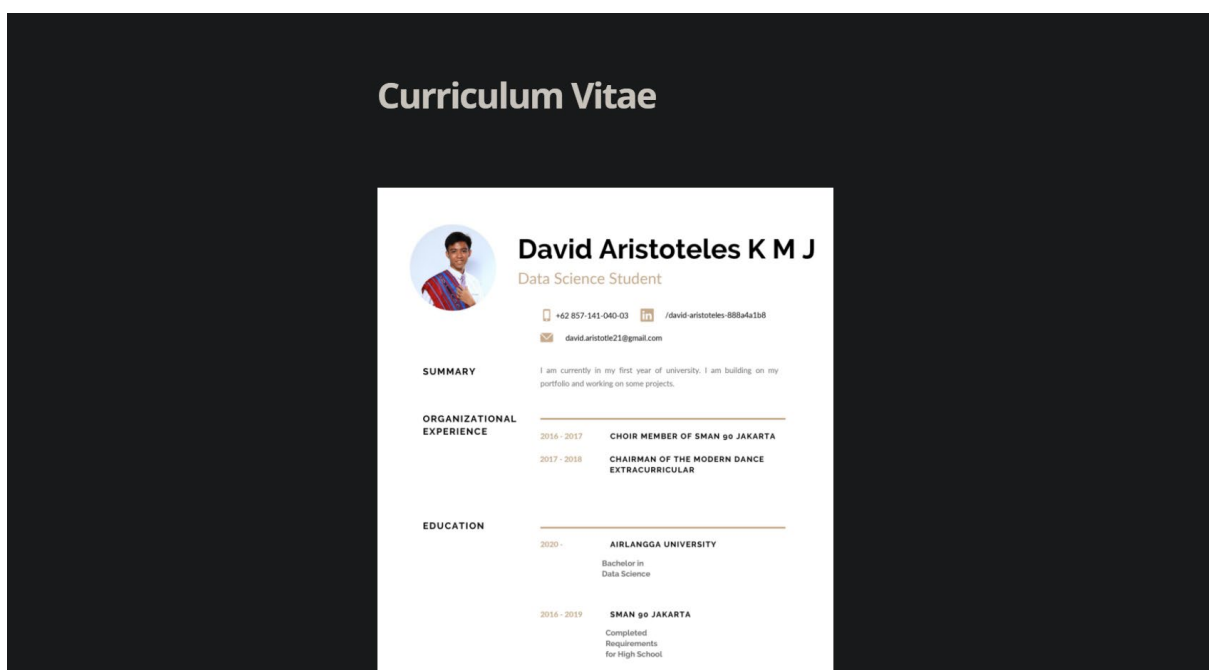 Curriculum Vitae
David Aristoteles K M J
Data Science Student
+62 857-141-040-03 in /david-aristoteles-888a4a1b8
david.aristotle21@gmail.com
SUMMARY
I am currently in my first year of university. I am building on my
portfolio and working on some projects.
ORGANIZATIONAL
EXPERIENCE
2016 - 2017 CHOIR MEMBER OF SMAN 90 JAKARTA
2017 - 2018 CHAIRMAN OF THE MODERN DANCE
EXTRACURRICULAR
EDUCATION
2020 - AIRLANGGA UNIVERSITY
Bachelor in
Data Science
2016 - 2019 SMAN 90 JAKARTA
Completed
Requirements
for High School